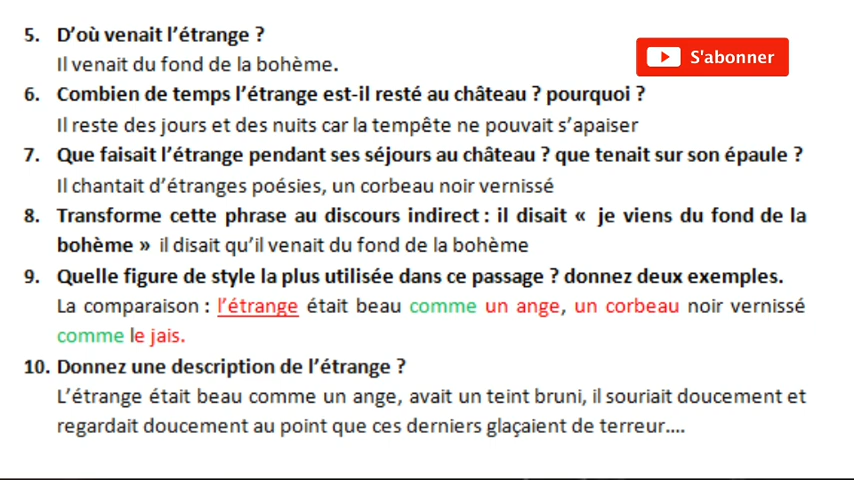 5. D’où venait l’étrange ?
S'abonner
Il venait du fond de la bohème.
6. Combien de temps l’étrange est-il resté au château ? pourquoi ?
Il reste des jours et des nuits car la tempête ne pouvait s’apaiser
7. Que faisait l’étrange pendant ses séjours au château ? que tenait sur son épaule ?
Il chantait d’étranges poésies, un corbeau noir vernissé
8. Transforme cette phrase au discours indirect : il disait « je viens du fond de la
bohème » il disait qu’il venait du fond de la bohème
9. Quelle figure de style la plus utilisée dans ce passage ? donnez deux exemples.
La comparaison : l’étrange était beau comme un ange, un corbeau noir vernissé
comme le jais.
10. Donnez une description de l’étrange ?
L’étrange était beau comme un ange, avait un teint bruni, il souriait doucement et
regardait doucement au point que ces derniers glaçaient de terreur....